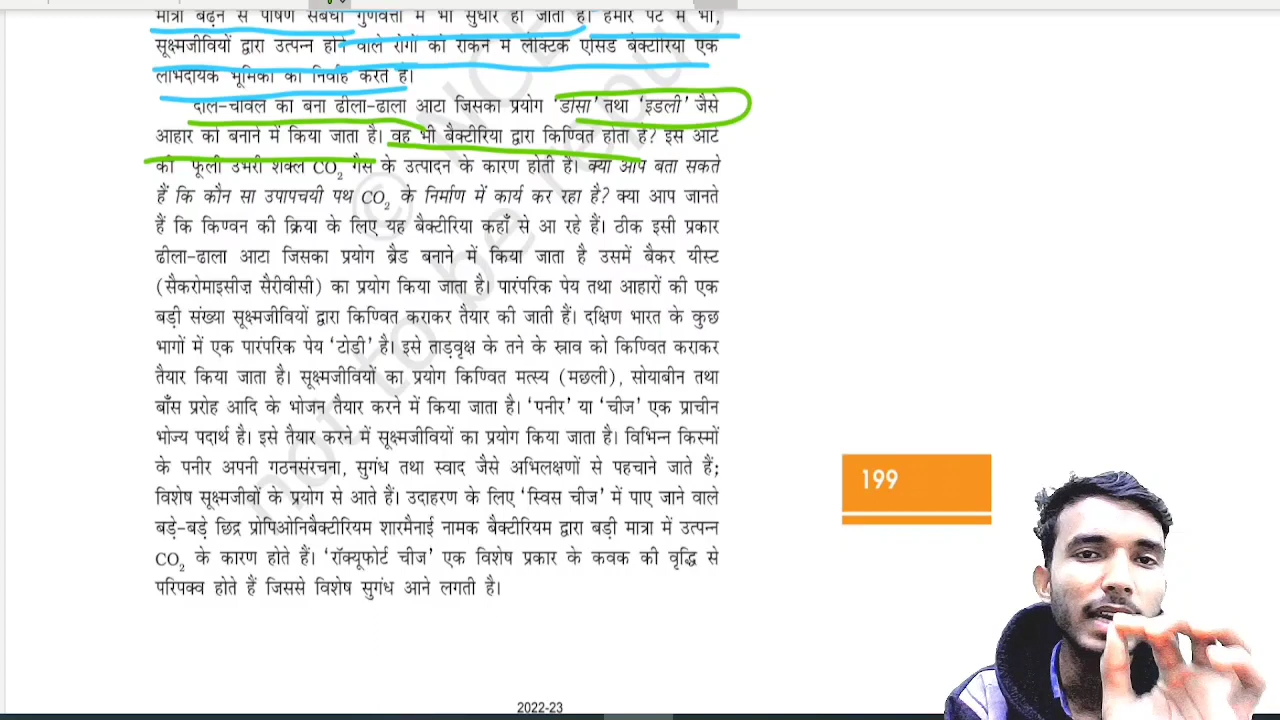 मात्रा बढ़ने से पोषण संबंधी गुणवत्ता में भी सुधार हो जाता है। हमारे पेट में भी,
सूक्ष्मजीवियों द्वारा उत्पन्न होने वाले रोगों को रोकने में लैक्टिक एसिड बैक्टीरिया एक
लाभदायक भूमिका का निर्वाह करते हैं।
दाल-चावल का बना ढीला-ढाला आटा जिसका प्रयोग 'डोसा' तथा 'इडली' जैसे
आहार को बनाने में किया जाता है। वह भी बैक्टीरिया द्वारा किण्वित होता है? इस आटे
की फूली उभरी शक्ल CO2 गैस के उत्पादन के कारण होती है। क्या आप बता सकते
हैं कि कौन सा उपापचयी पथ CO2 के निर्माण में कार्य कर रहा है? क्या आप जानते
हैं कि किण्वन की क्रिया के लिए यह बैक्टीरिया कहाँ से आ रहे हैं। ठीक इसी प्रकार
ढीला-ढाला आटा जिसका प्रयोग ब्रैड बनाने में किया जाता है उसमें बैकर यीस्ट
(सैकरोमाइसीज़ सैरीवीसी) का प्रयोग किया जाता है। पारंपरिक पेय तथा आहारों की एक
बड़ी संख्या सूक्ष्मजीवियों द्वारा किण्वित कराकर तैयार की जाती हैं। दक्षिण भारत के कुछ
भागों में एक पारंपरिक पेय 'टोडी' है। इसे ताड़वृक्ष के तने के स्राव को किण्वित कराकर
तैयार किया जाता है। सूक्ष्मजीवियों का प्रयोग किण्वित मत्स्य (मछली), सोयाबीन तथा
बाँस प्ररोह आदि के भोजन तैयार करने में किया जाता है। 'पनीर' या 'चीज' एक प्राचीन
भोज्य पदार्थ है। इसे तैयार करने में सूक्ष्मजीवियों का प्रयोग किया जाता है। विभिन्न किस्मों
के पनीर अपनी गठनसंरचना, सुगंध तथा स्वाद जैसे अभिलक्षणों से पहचाने जाते हैं;
विशेष सूक्ष्मजीवों के प्रयोग से आते हैं। उदाहरण के लिए 'स्विस चीज' में पाए जाने वाले
बड़े-बड़े छिद्र प्रोपिओनिबैक्टीरियम शारमैनाई नामक बैक्टीरियम द्वारा बड़ी मात्रा में उत्पन्न
CO2 के कारण होते हैं। 'रॉक्यूफोर्ट चीज' एक विशेष प्रकार के कवक की वृद्धि से
परिपक्व होते हैं जिससे विशेष सुगंध आने लगती है।
199
2022-23